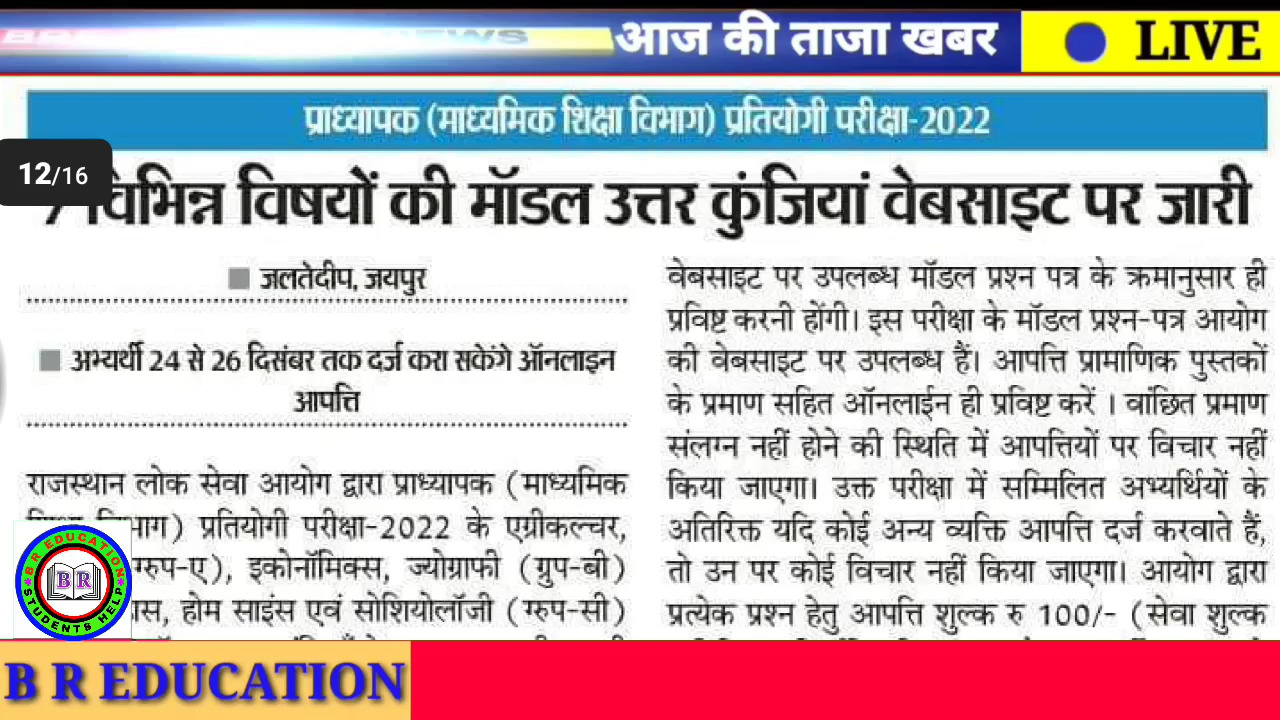 NEWS
आज की ताजा खबर
LIVE
प्राध्यापक (माध्यमिक शिक्षा विभाग) प्रतियोगी परीक्षा-2022
12/16
विभिन्न विषयों की मॉडल उत्तर कुंजियां वेबसाइट पर जारी
जलतेदीप, जयपुर
अभ्यर्थी 24 से 26 दिसंबर तक दर्ज करा सकेंगे ऑनलाइन
आपत्ति
राजस्थान लोक सेवा आयोग द्वारा प्राध्यापक (माध्यमिक
प्रतियोगी परीक्षा-2022 के एग्रीकल्चर,
ग्रुप-ए), इकोनॉमिक्स, ज्योग्राफी (ग्रुप-बी)
होम साइंस एवं सोशियोलॉजी (ग्रुप-सी)
वेबसाइट पर उपलब्ध मॉडल प्रश्न पत्र के क्रमानुसार ही
प्रविष्ट करनी होंगी। इस परीक्षा के मॉडल प्रश्न-पत्र आयोग
की वेबसाइट पर उपलब्ध हैं। आपत्ति प्रामाणिक पुस्तकों
के प्रमाण सहित ऑनलाईन ही प्रविष्ट करें । वांछित प्रमाण
संलग्न नहीं होने की स्थिति में आपत्तियों पर विचार नहीं
किया जाएगा। उक्त परीक्षा में सम्मिलित अभ्यर्थियों के
अतिरिक्त यदि कोई अन्य व्यक्ति आपत्ति दर्ज करवाते हैं,
तो उन पर कोई विचार नहीं किया जाएगा। आयोग द्वारा
प्रत्येक प्रश्न हेतु आपत्ति शुल्क रु 100/- (सेवा शुल्क
B R EDUCATION
B R
STUDENTS HELP
B R EDUCATION